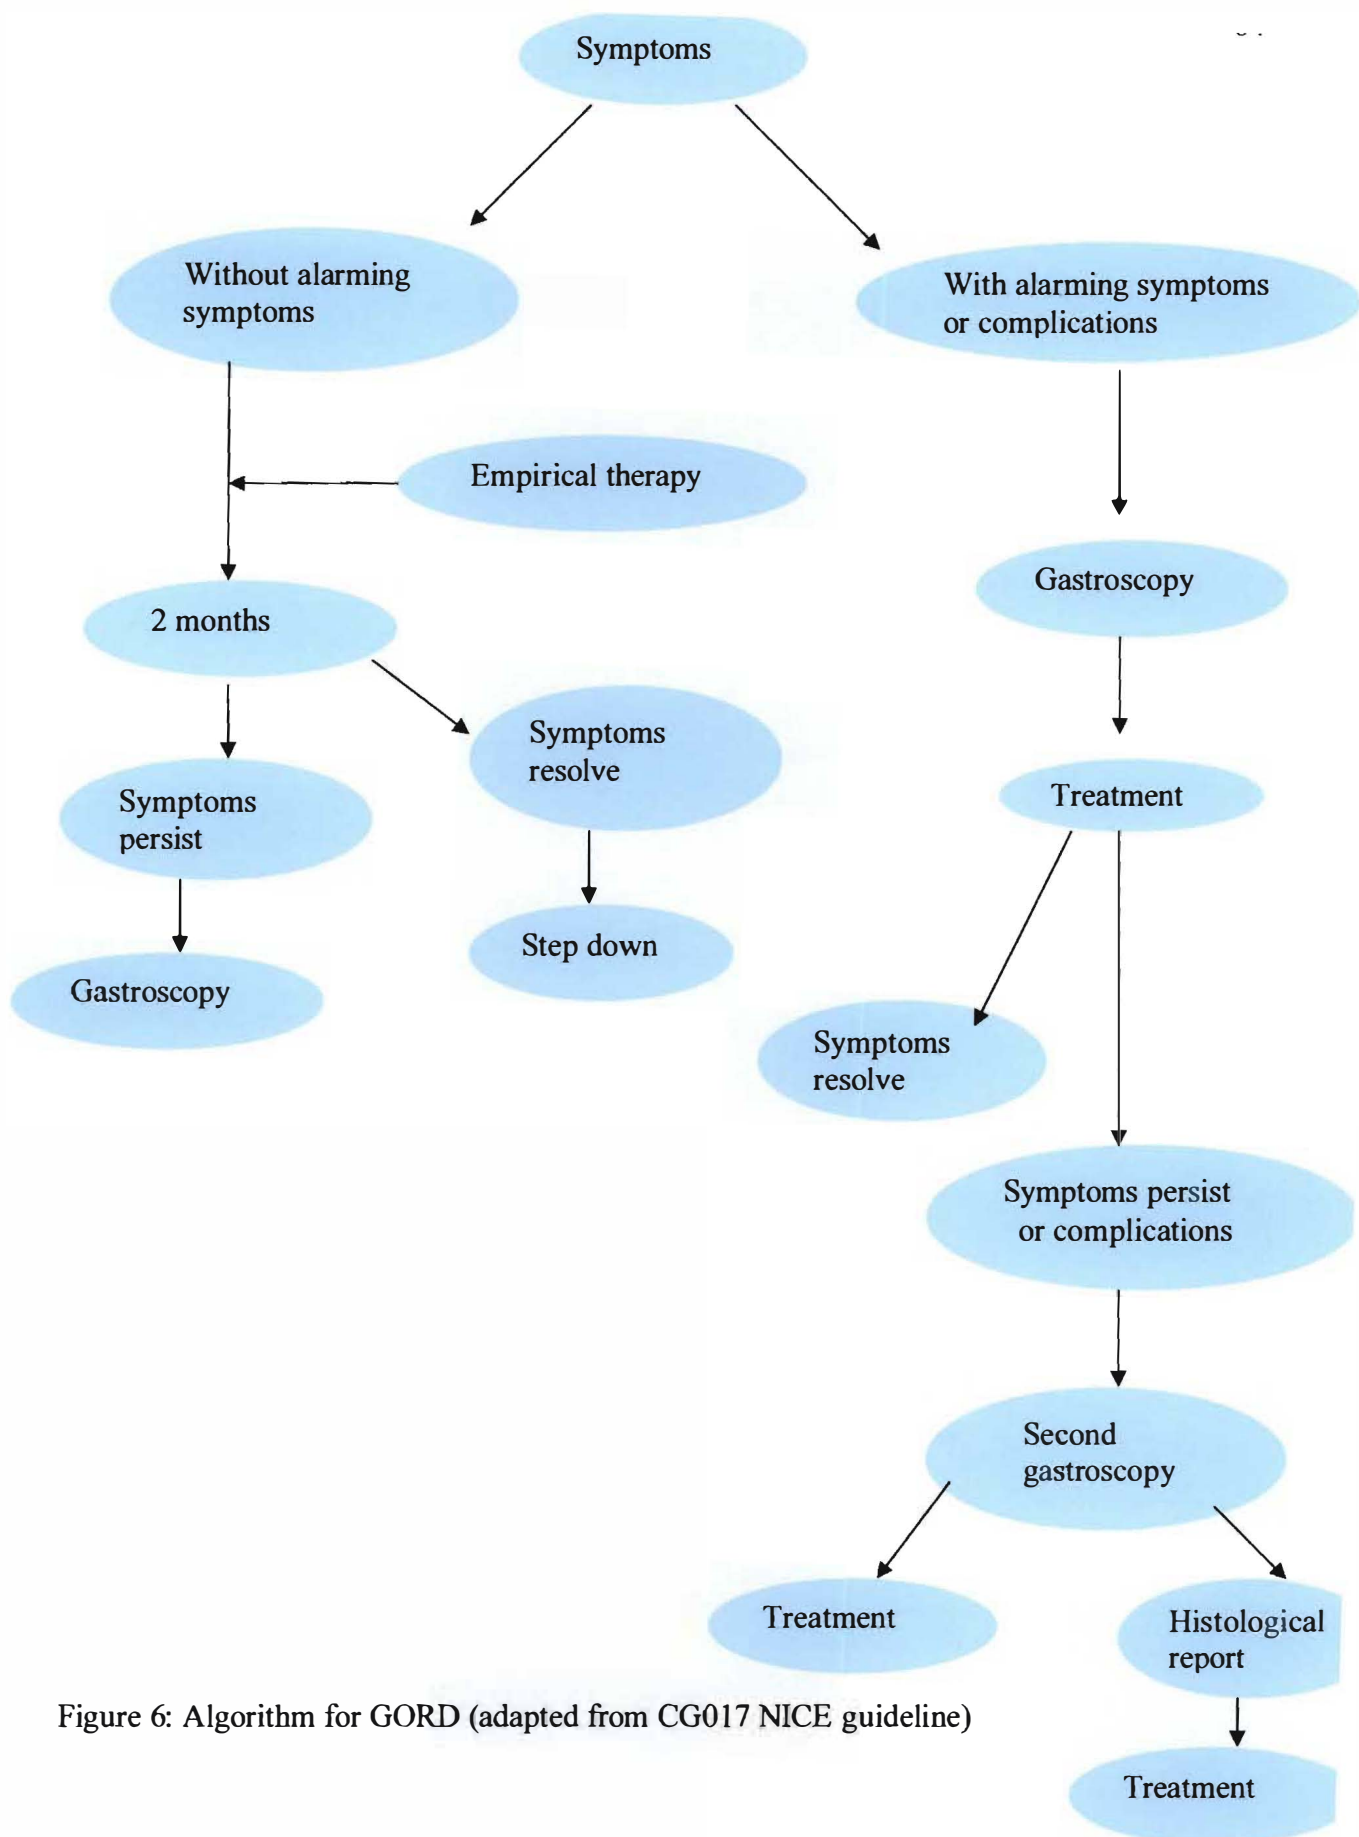 Symptoms
Without alarming
symptoms
With alarming symptoms
or complications
Empirical therapy
Gastroscopy
2 months
Symptoms
resolve
Symptoms
persist
Treatment
Step down
Gastroscopy
Symptoms
resolve
Symptoms persist
or complications
Second
gastroscopy
Treatment
Histological
report
Figure 6: Algorithm for GORD (adapted from CG017 NICE guideline)
Treatment